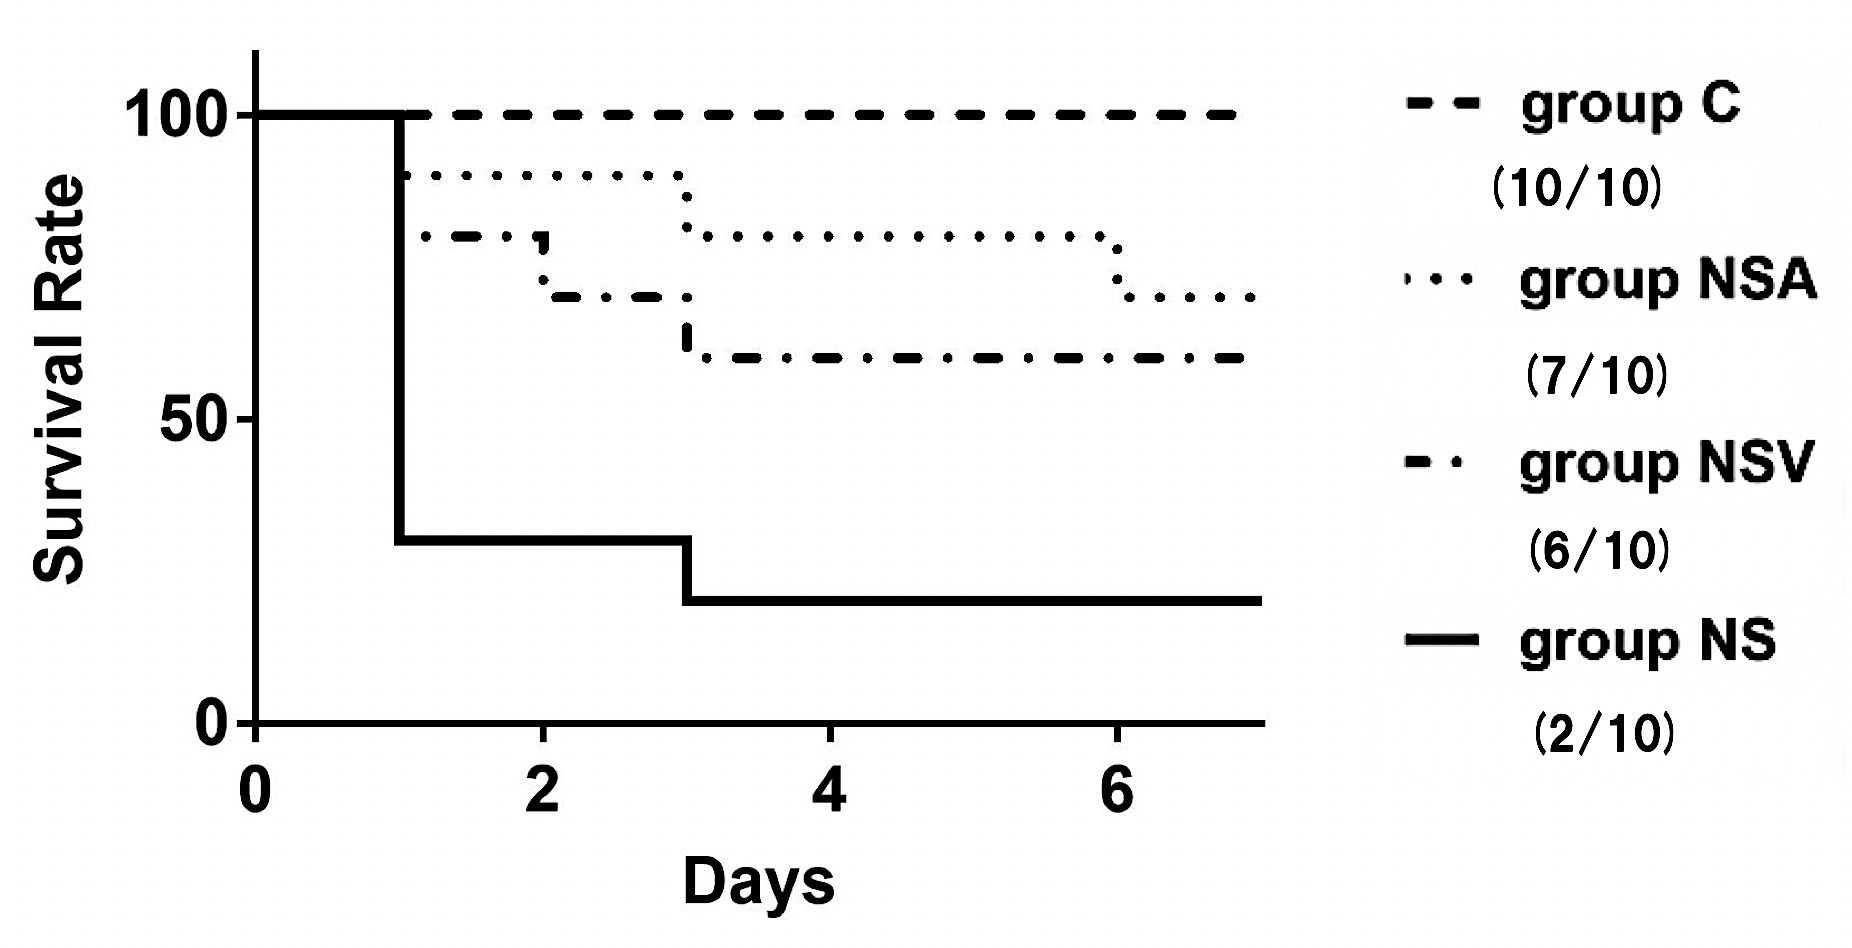 Survival Rate
100
50
0
0 2 4 6
Days
group C
(10/10)
group NSA
(7/10)
group NSV
(6/10)
group NS
(2/10)